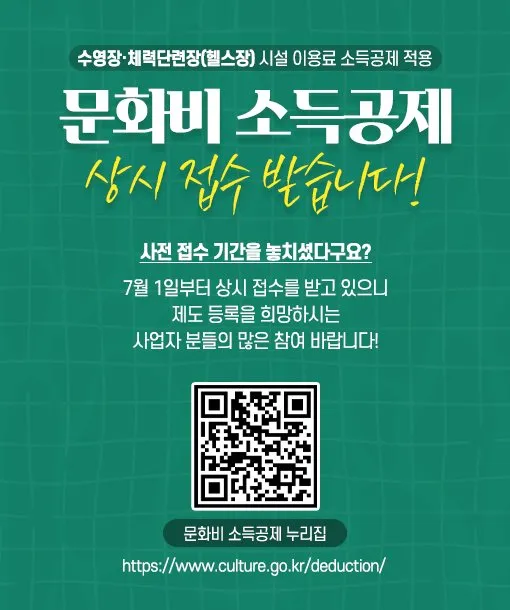 수영장·체력단련장(헬스장) 시설 이용료 소득공제 적용
문화비 소득공제
상시 접수 받습니다!
사전 접수 기간을 놓치셨다구요?
7월 1일부터 상시 접수를 받고 있으니
제도 등록을 희망하시는
사업자 분들의 많은 참여 바랍니다!
문화비 소득공제 누리집
https://www.culture.go.kr/deduction/